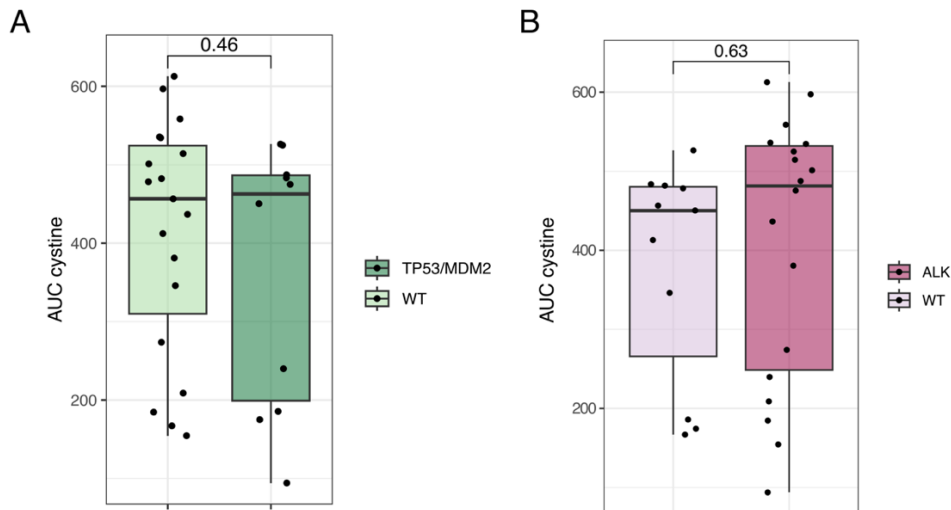 A
B
0.46
0.63
AUC cystine
600
400
200
TP53/MDM2
WT
AUC cystine
600
400
200
ALK
WT